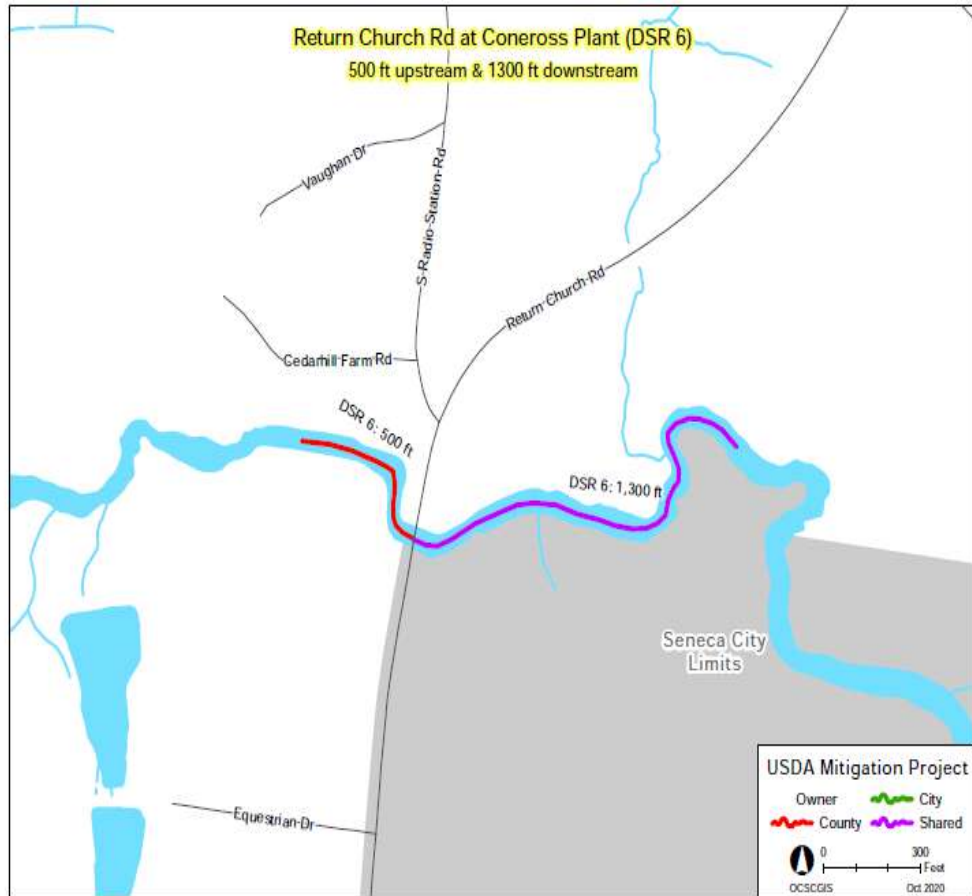 Return Church Rd at Coneross Plant (DSR 6)
500 ft upstream & 1300 ft downstream
Vaughan-Dr
S-Radio-Station-Rd
Return-Church-Rd
Cedarhill-Farm-Rd
DSR 6: 500 ft
DSR 6: 1,300 ft
Seneca City
Limits
Equestrian-Dr
USDA Mitigation Project
Owner
City
County
Shared
0
300
Feet
OCSCGIS
Oct 2020